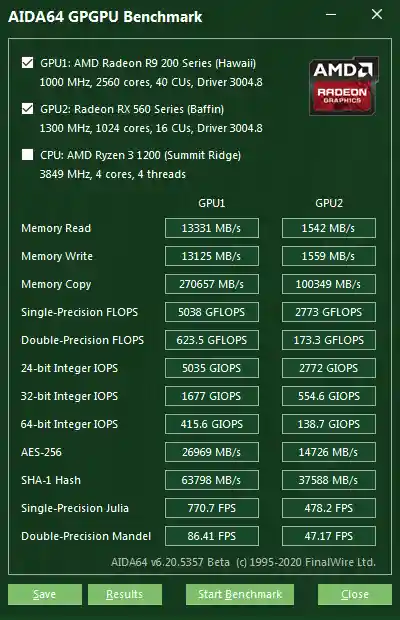 AIDA64 GPGPU Benchmark
GPU1: AMD Radeon R9 200 Series (Hawaii)
1000 MHz, 2560 cores, 40 CUs, Driver 3004.8
GPU2: Radeon RX 560 Series (Baffin)
1300 MHz, 1024 cores, 16 CUs, Driver 3004.8
CPU: AMD Ryzen 3 1200 (Summit Ridge)
3849 MHz, 4 cores, 4 threads
AMD
RADEON
GRAPHICS
GPU1 GPU2
Memory Read 13331 MB/s 1542 MB/s
Memory Write 13125 MB/s 1559 MB/s
Memory Copy 270657 MB/s 100349 MB/s
Single-Precision FLOPS 5038 GFLOPS 2773 GFLOPS
Double-Precision FLOPS 623.5 GFLOPS 173.3 GFLOPS
24-bit Integer IOPS 5035 GIOPS 2772 GIOPS
32-bit Integer IOPS 1677 GIOPS 554.6 GIOPS
64-bit Integer IOPS 415.6 GIOPS 138.7 GIOPS
AES-256 26969 MB/s 14726 MB/s
SHA-1 Hash 63798 MB/s 37588 MB/s
Single-Precision Julia 770.7 FPS 478.2 FPS
Double-Precision Mandel 86.41 FPS 47.17 FPS
AIDA64 v6.20.5357 Beta (c) 1995-2020 FinalWire Ltd.
Save Results Start Benchmark Close